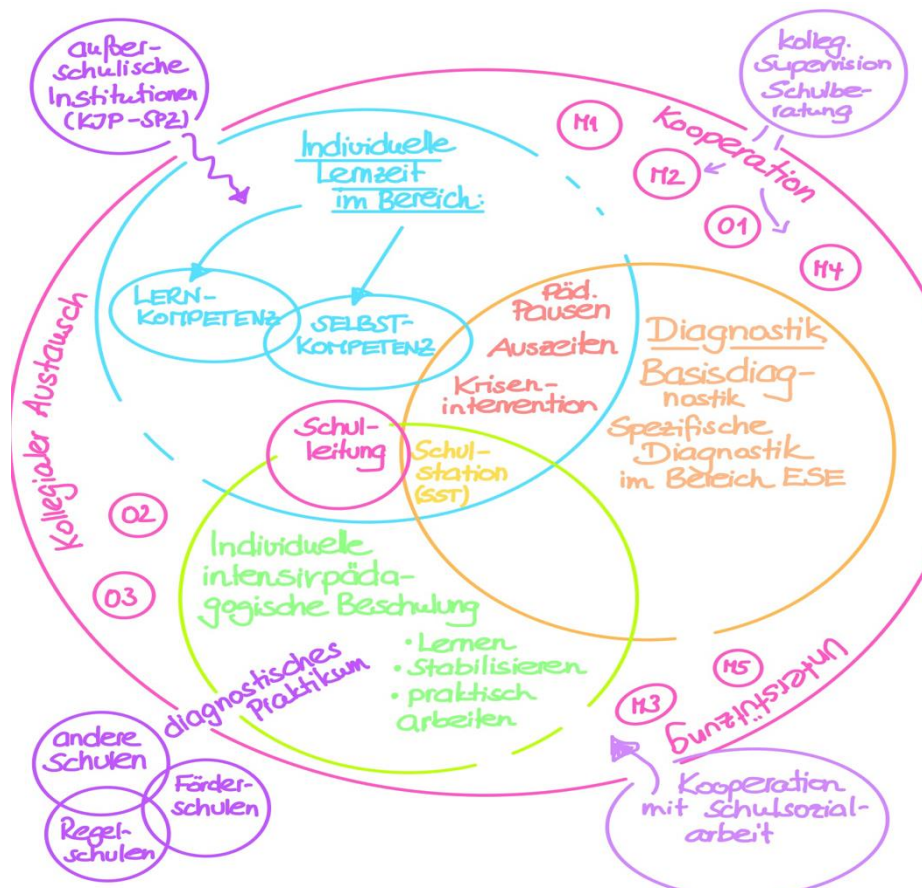 außer-
schulische
Institutionen
(KJP-SPZ)
kolleg.
Supervision
Schulbe-
ratung
Individuelle
Lernzeit
im Bereich:
M1
Kooperation
M2
O1
M4
LERN-
KOMPETENZ
SELBST-
KOMPETENZ
Päd.
Pausen
Auszeiten
Krisen-
intervention
Diagnostik
Basisdiag-
nostik
Spezifische
Diagnostik
im Bereich ESE
Kollegialer Austausch
Schul-
leitung
Schul-
station
(SST)
O2
O3
Individuelle
intensivpäda-
gogische Beschulung
• Lernen
• Stabilisieren
• praktisch
arbeiten
diagnostisches
Praktikum
M5
M3
Unterstützung
andere
Schulen
Förder-
schulen
Regel-
schulen
Kooperation
mit Schulsozial-
arbeit